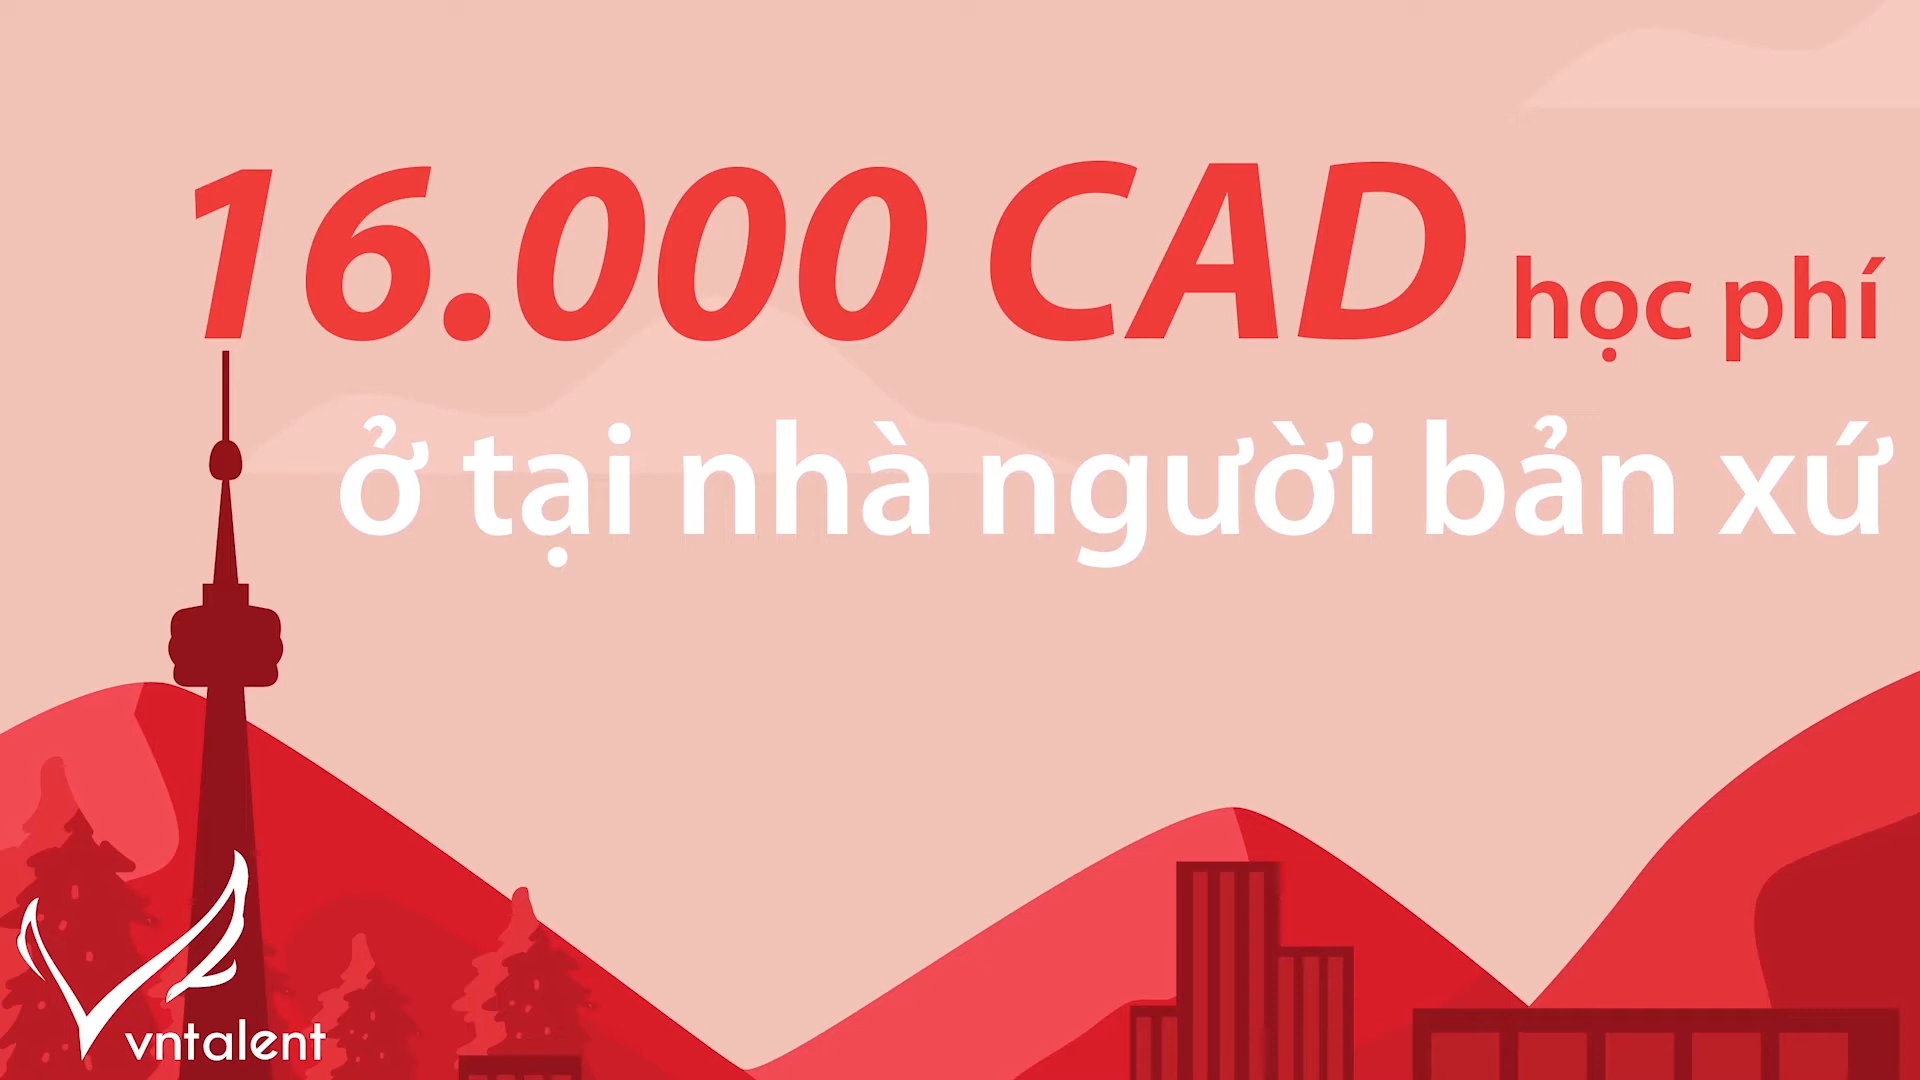 16.000 CAD học phí
ở tại nhà người bản xứ
vntalent